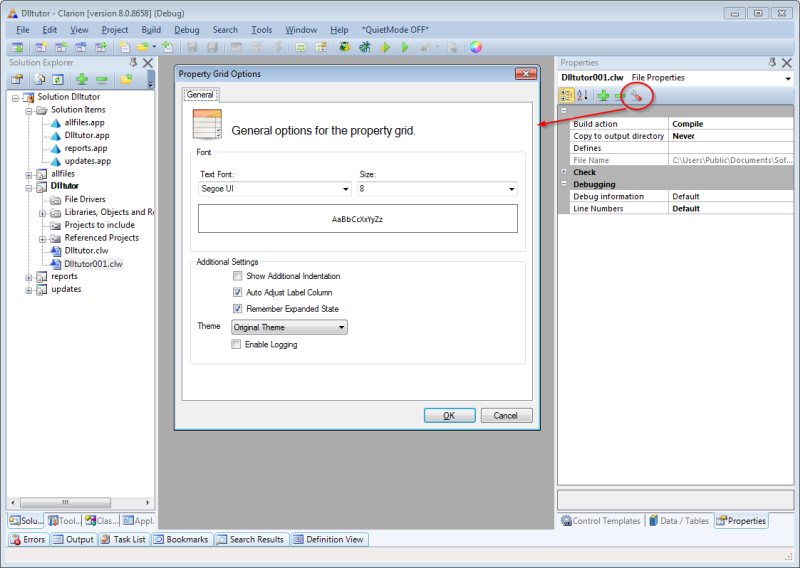 Dlltutor - Clarion [version 8.0.8658] (Debug)
File Edit View Project Build Debug Search Tools Window Help *QuietMode OFF*
Solution Explorer
Solution Dlltutor
Solution Items
allfiles.app
Dlltutor.app
reports.app
updates.app
allfiles
Dlltutor
File Drivers
Libraries, Objects and Re
Projects to include
Referenced Projects
Dlltutor.clw
Dlltutor001.clw
reports
updates
Solu... Tool... Clas... Appl.
Property Grid Options
General
General options for the property grid.
Font
Text Font: Size:
Segoe UI 8
AaBbCcXxYyZz
Additional Settings
Show Additional Indentation
Auto Adjust Label Column
Remember Expanded State
Theme Original Theme
Enable Logging
OK Cancel
Properties
Dlltutor001.clw File Properties
Build action Compile
Copy to output directory Never
Defines
File Name C:\Users\Public\Documents\Sof...
Check
Debugging
Debug information Default
Line Numbers Default
Control Templates Data / Tables Properties
Errors Output Task List Bookmarks Search Results Definition View